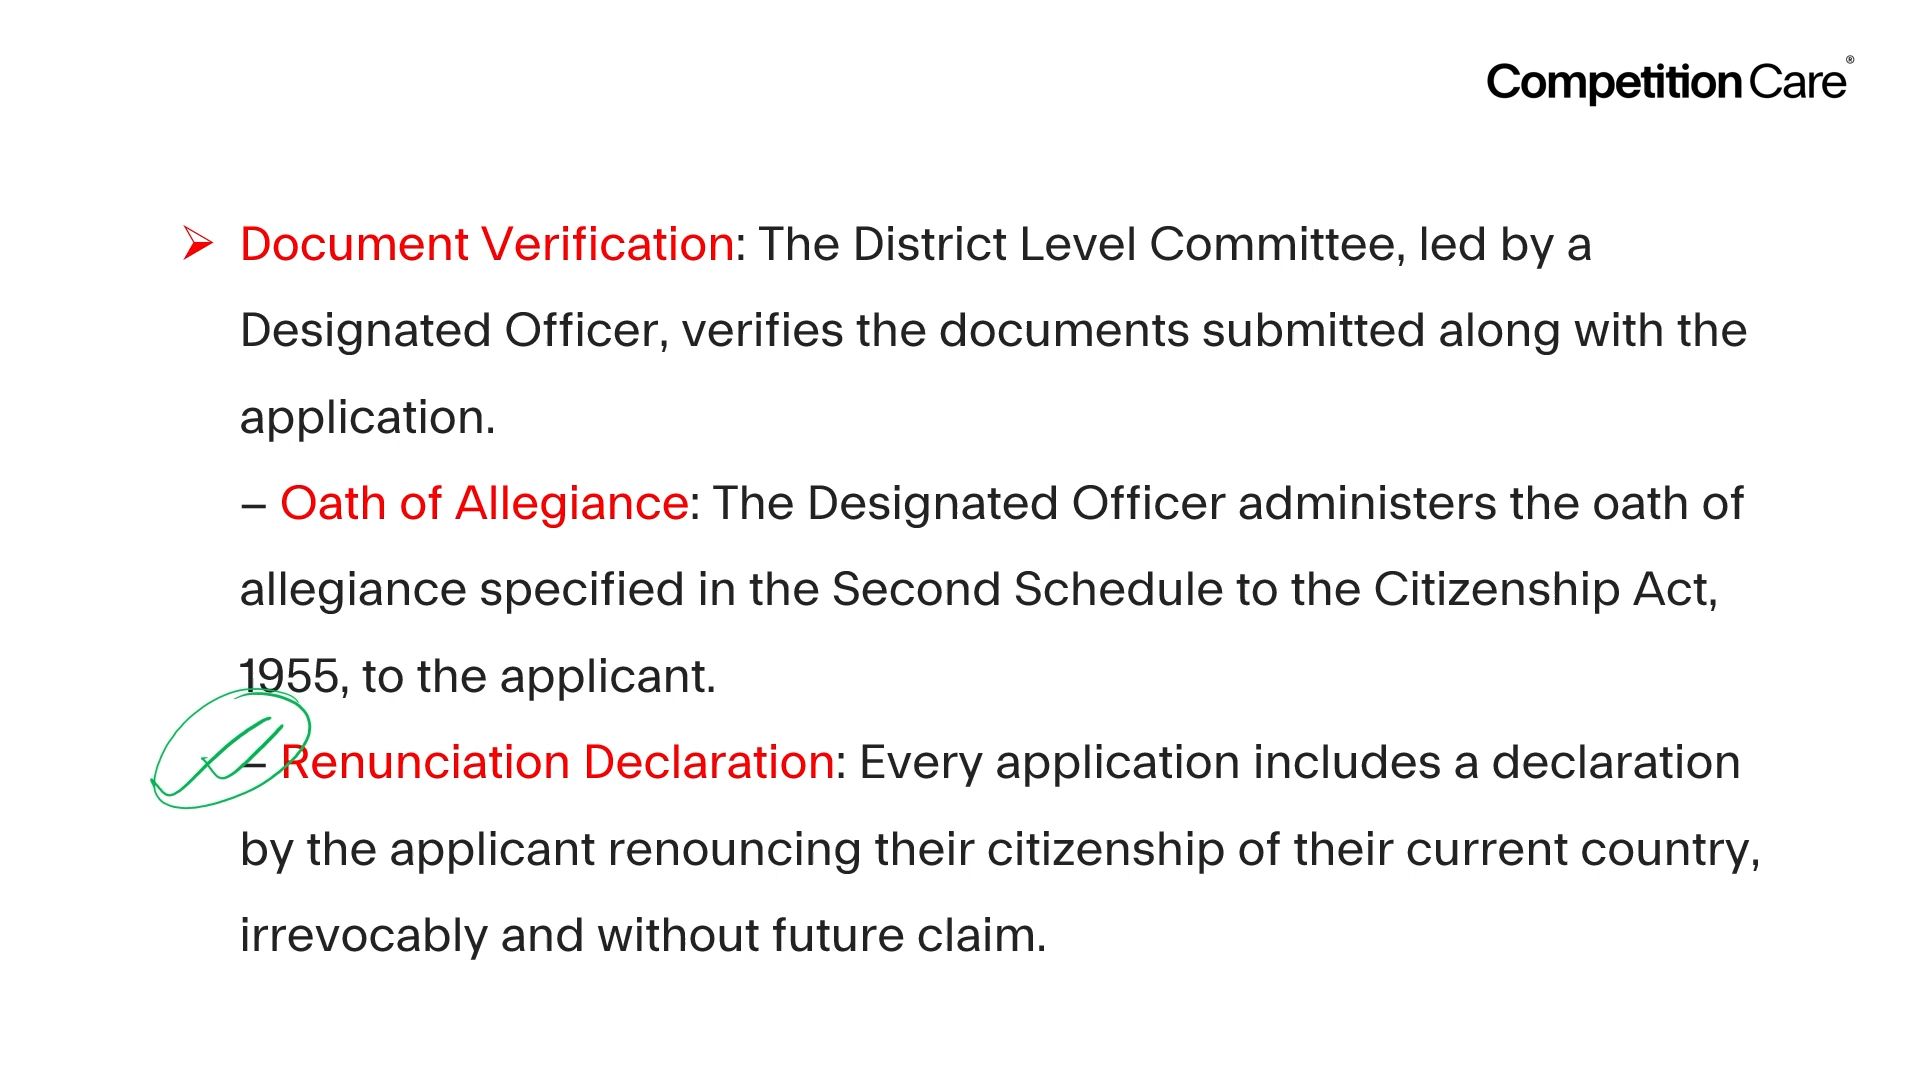 Competition Care®
➢ Document Verification: The District Level Committee, led by a
Designated Officer, verifies the documents submitted along with the
application.
– Oath of Allegiance: The Designated Officer administers the oath of
allegiance specified in the Second Schedule to the Citizenship Act,
1955, to the applicant.
– Renunciation Declaration: Every application includes a declaration
by the applicant renouncing their citizenship of their current country,
irrevocably and without future claim.